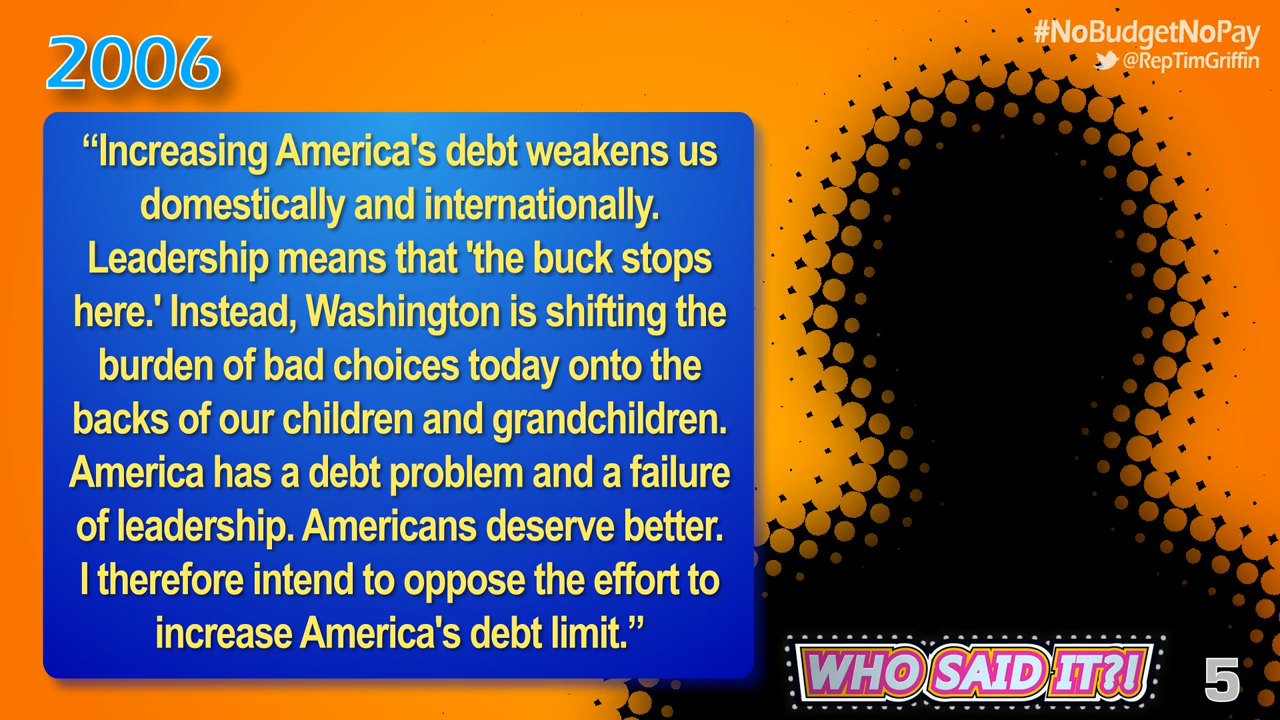 2006
#NoBudgetNoPay
@RepTimGriffin
“Increasing America's debt weakens us
domestically and internationally.
Leadership means that 'the buck stops
here.' Instead, Washington is shifting the
burden of bad choices today onto the
backs of our children and grandchildren.
America has a debt problem and a failure
of leadership. Americans deserve better.
I therefore intend to oppose the effort to
increase America's debt limit.”
WHO SAID IT?!
5